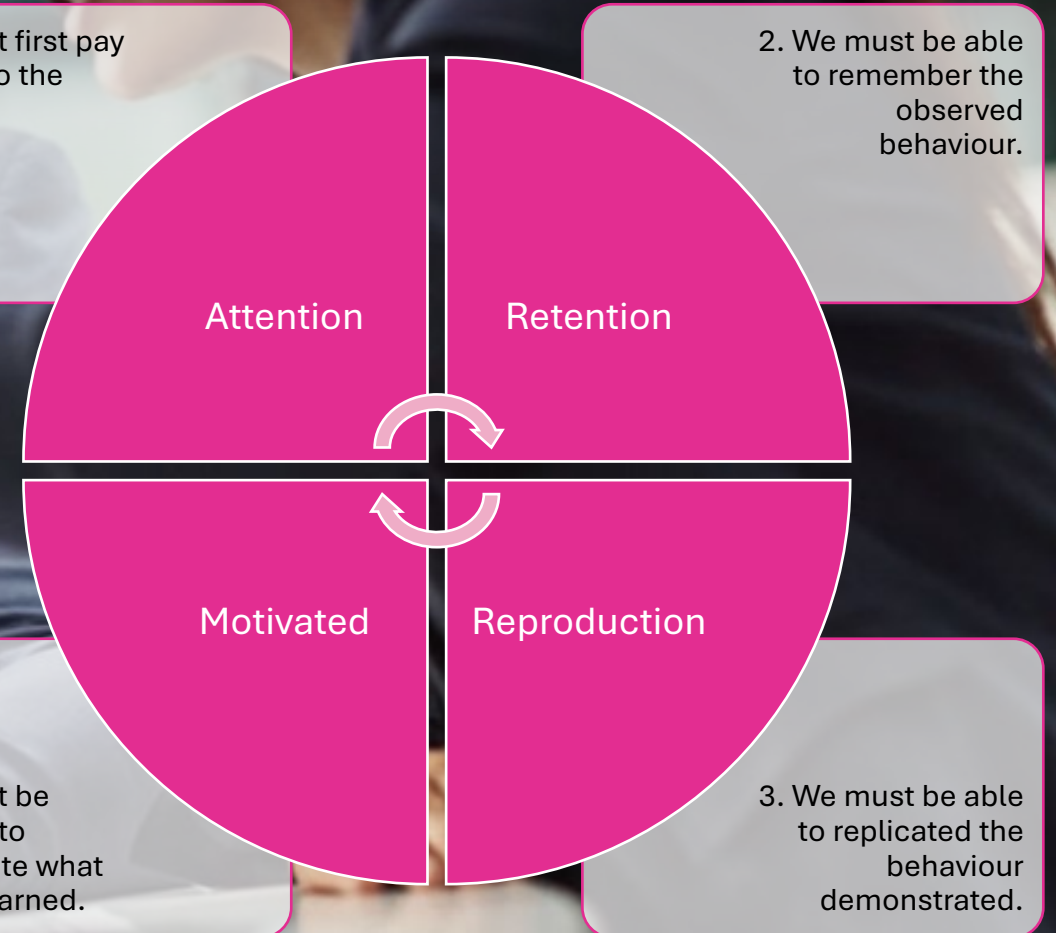 t first pay
o the
2. We must be able
to remember the
observed
behaviour.
Attention
Retention
Motivated
Reproduction
t be
to
te what
arned.
3. We must be able
to replicated the
behaviour
demonstrated.